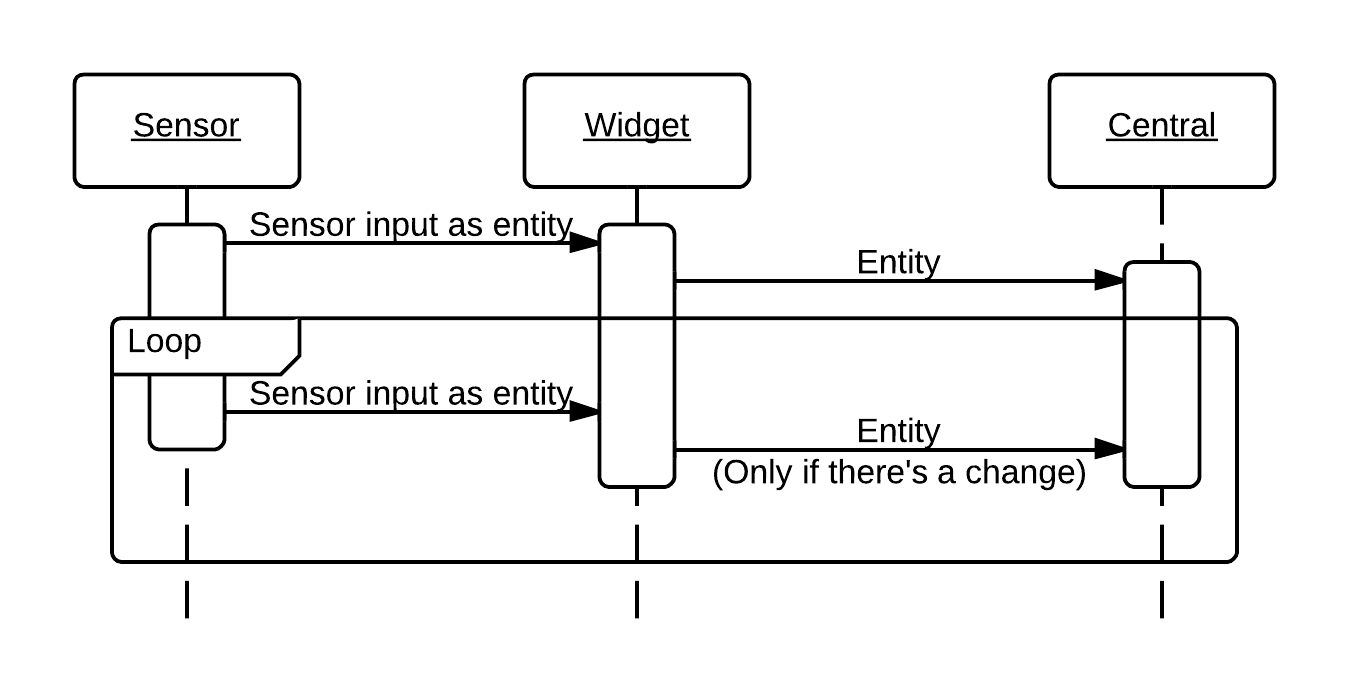 Sensor
Widget
Central
Sensor input as entity
Entity
Loop
Sensor input as entity
Entity
(Only if there's a change)